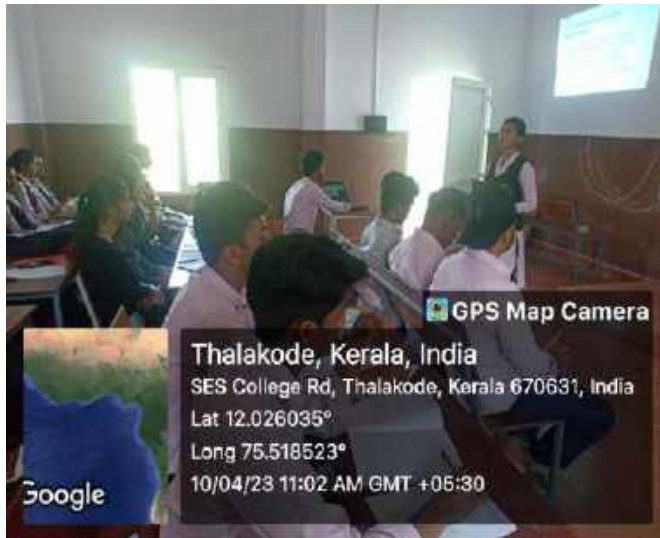 GPS Map Camera
Thalakode, Kerala, India
SES College Rd, Thalakode, Kerala 670631, India
Lat 12.026035°
Long 75.518523°
10/04/23 11:02 AM GMT +05:30
Google